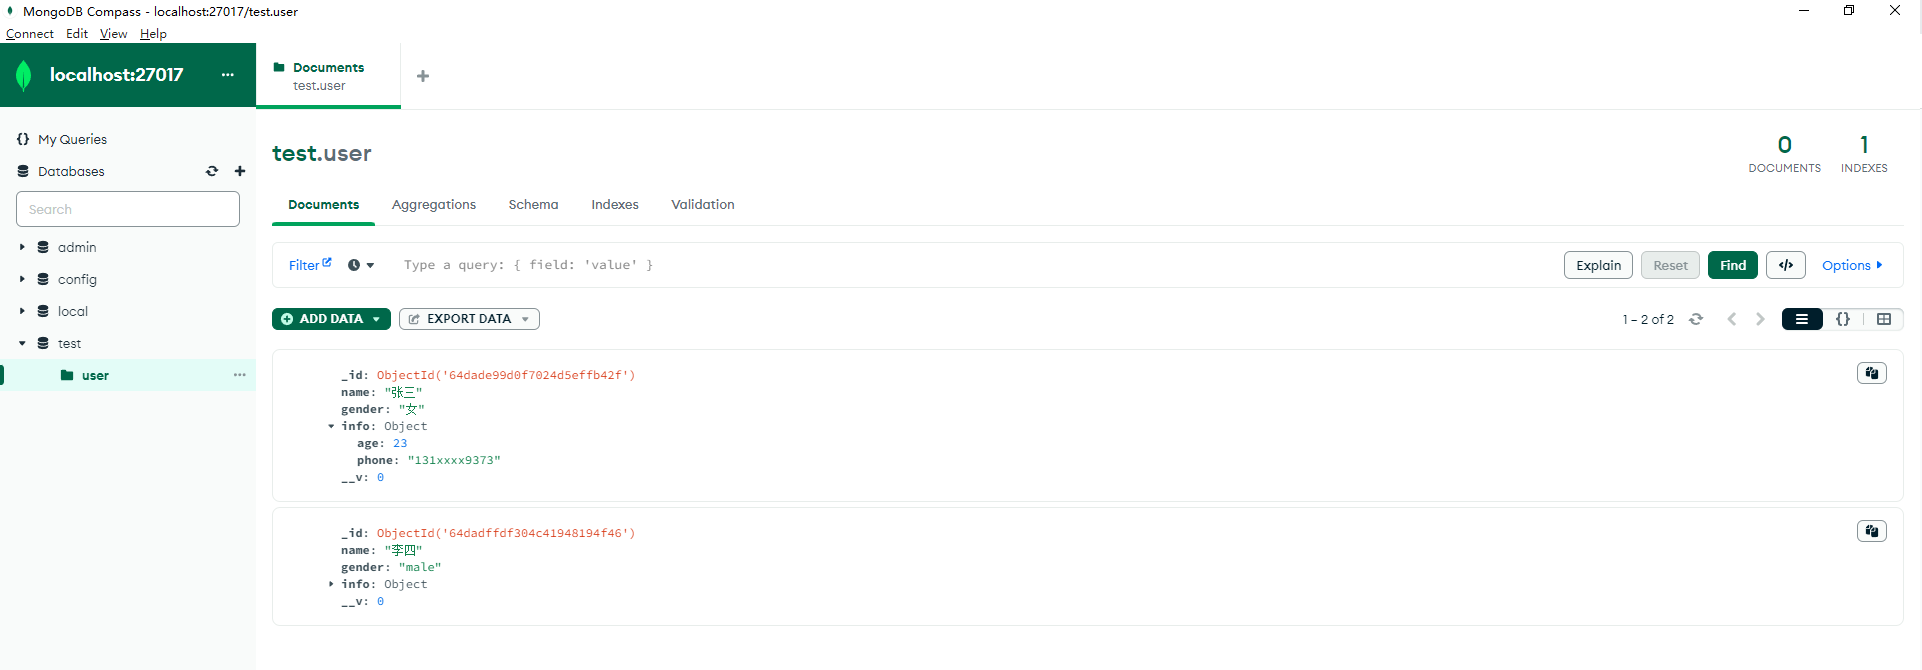 MongoDB Compass - localhost:27017/test.user
Connect Edit View Help
localhost:27017 ...
Documents
test.user
My Queries
Databases
Search
admin
config
local
test
user
test.user
0 DOCUMENTS
1 INDEXES
Documents Aggregations Schema Indexes Validation
Filter Type a query: { field: 'value' } Explain Reset Find </> Options
ADD DATA EXPORT DATA 1 – 2 of 2 {}
_id: ObjectId('64dade99d0f7024d5effb42f')
name: "张三"
gender: "女"
info: Object
age: 23
phone: "131xxxx9373"
__v: 0
_id: ObjectId('64dadffdf304c41948194f46')
name: "李四"
gender: "male"
info: Object
__v: 0